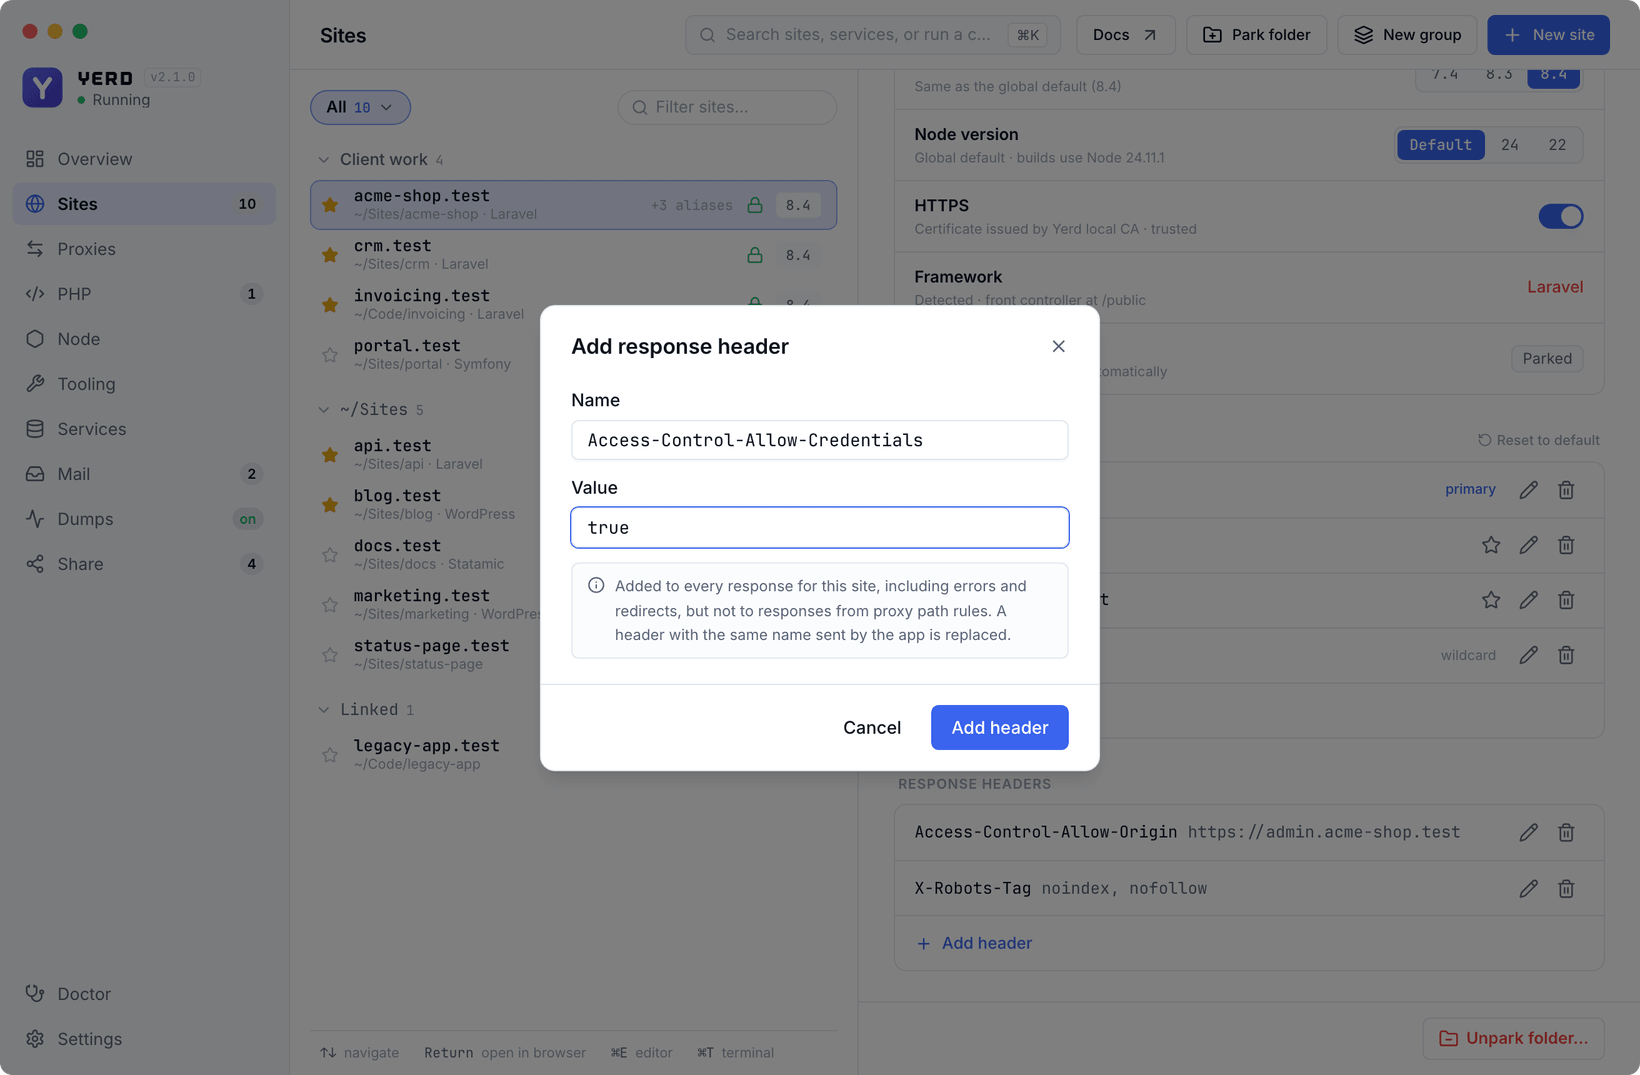 YERD v2.1.0
Running
Overview
Sites 10
Proxies
PHP 1
Node
Tooling
Services
Mail 2
Dumps on
Share 4
Doctor
Settings
Sites
Search sites, services, or run a c... ⌘K
Docs
Park folder
New group
New site
All 10
Filter sites...
Client work 4
acme-shop.test
~/Sites/acme-shop · Laravel
+3 aliases 8.4
crm.test
~/Sites/crm · Laravel
8.4
invoicing.test
~/Code/invoicing · Laravel
8.4
portal.test
~/Sites/portal · Symfony
~/Sites 5
api.test
~/Sites/api · Laravel
blog.test
~/Sites/blog · WordPress
docs.test
~/Sites/docs · Statamic
marketing.test
~/Sites/marketing · WordPres
status-page.test
~/Sites/status-page
Linked 1
legacy-app.test
~/Code/legacy-app
↑↓ navigate Return open in browser ⌘E editor ⌘T terminal
Same as the global default (8.4)
7.4 8.3 8.4
Node version
Global default · builds use Node 24.11.1
Default 24 22
HTTPS
Certificate issued by Yerd local CA · trusted
Framework
Detected · front controller at /public
Laravel
omatically
Parked
Reset to default
primary
t
wildcard
RESPONSE HEADERS
Access-Control-Allow-Origin https://admin.acme-shop.test
X-Robots-Tag noindex, nofollow
+ Add header
Unpark folder...
Add response header
Name
Access-Control-Allow-Credentials
Value
true
Added to every response for this site, including errors and
redirects, but not to responses from proxy path rules. A
header with the same name sent by the app is replaced.
Cancel
Add header